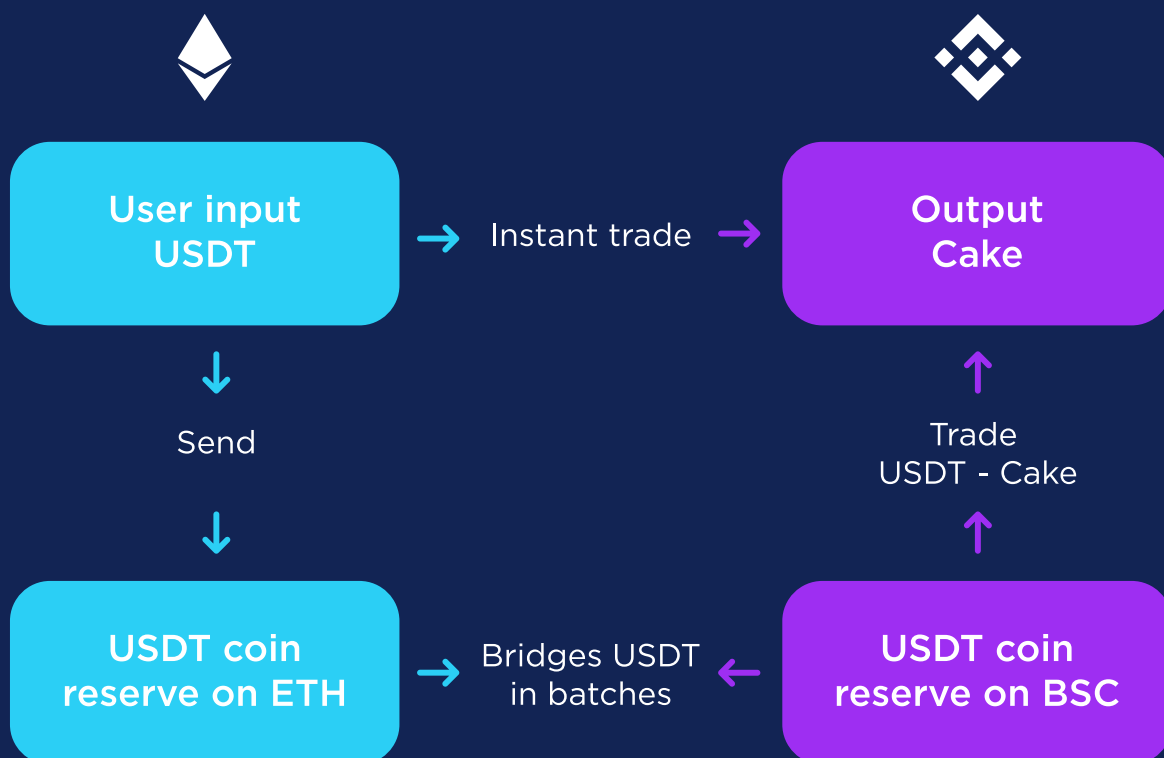 User input
USDT
Instant trade
Output
Cake
Send
Trade
USDT - Cake
USDT coin
reserve on ETH
Bridges USDT
in batches
USDT coin
reserve on BSC